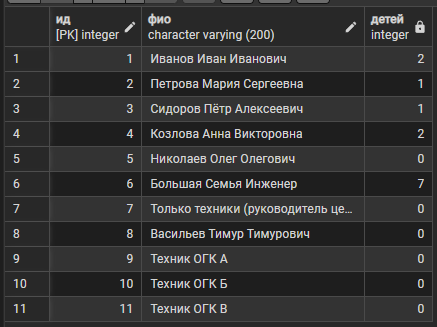 ид фио детей
[PK] integer character varying (200) integer
1 1 Иванов Иван Иванович 2
2 2 Петрова Мария Сергеевна 1
3 3 Сидоров Пётр Алексеевич 1
4 4 Козлова Анна Викторовна 2
5 5 Николаев Олег Олегович 0
6 6 Большая Семья Инженер 7
7 7 Только техники (руководитель це... 0
8 8 Васильев Тимур Тимурович 0
9 9 Техник ОГК А 0
10 10 Техник ОГК Б 0
11 11 Техник ОГК В 0